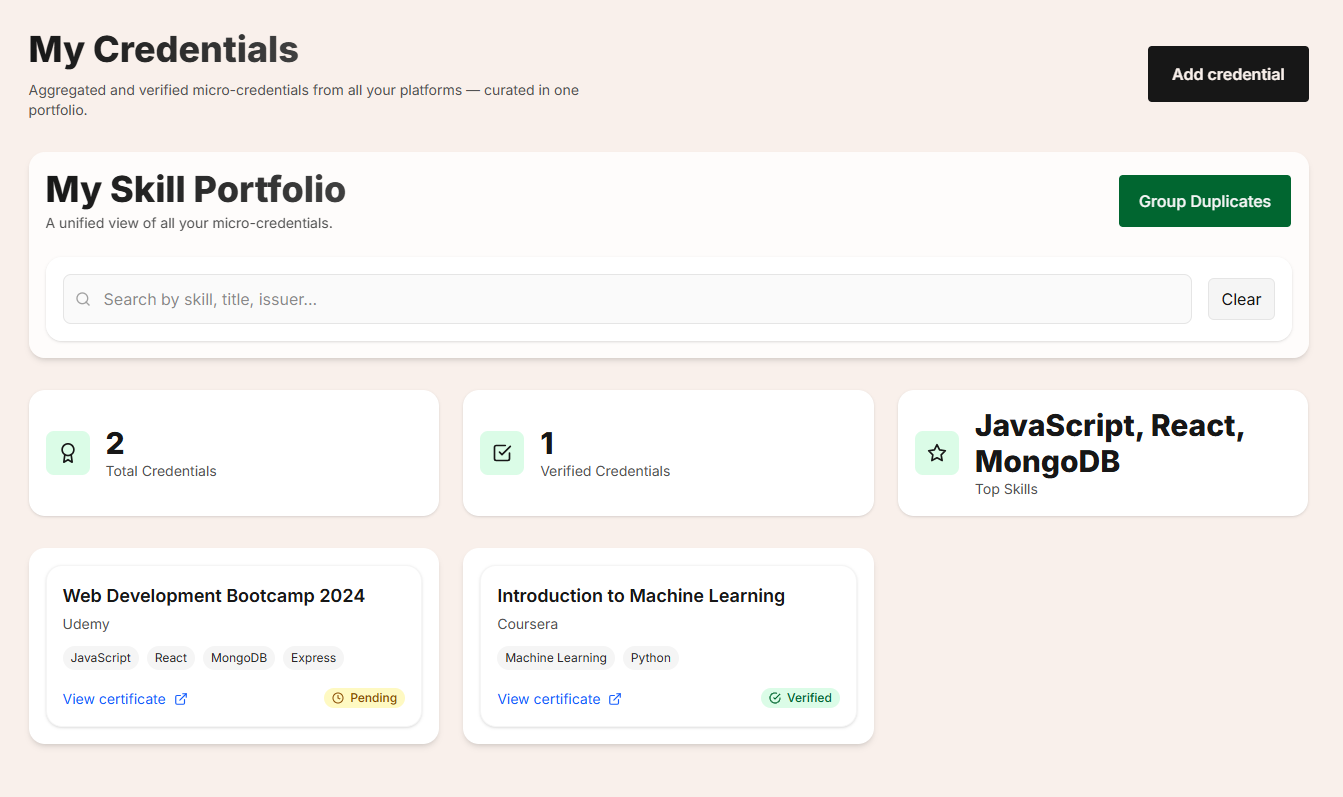 My Credentials
Aggregated and verified micro-credentials from all your platforms — curated in one
portfolio.
Add credential
My Skill Portfolio
A unified view of all your micro-credentials.
Group Duplicates
Search by skill, title, issuer...
Clear
2
Total Credentials
1
Verified Credentials
JavaScript, React,
MongoDB
Top Skills
Web Development Bootcamp 2024
Udemy
JavaScript React MongoDB Express
View certificate Pending
Introduction to Machine Learning
Coursera
Machine Learning Python
View certificate Verified